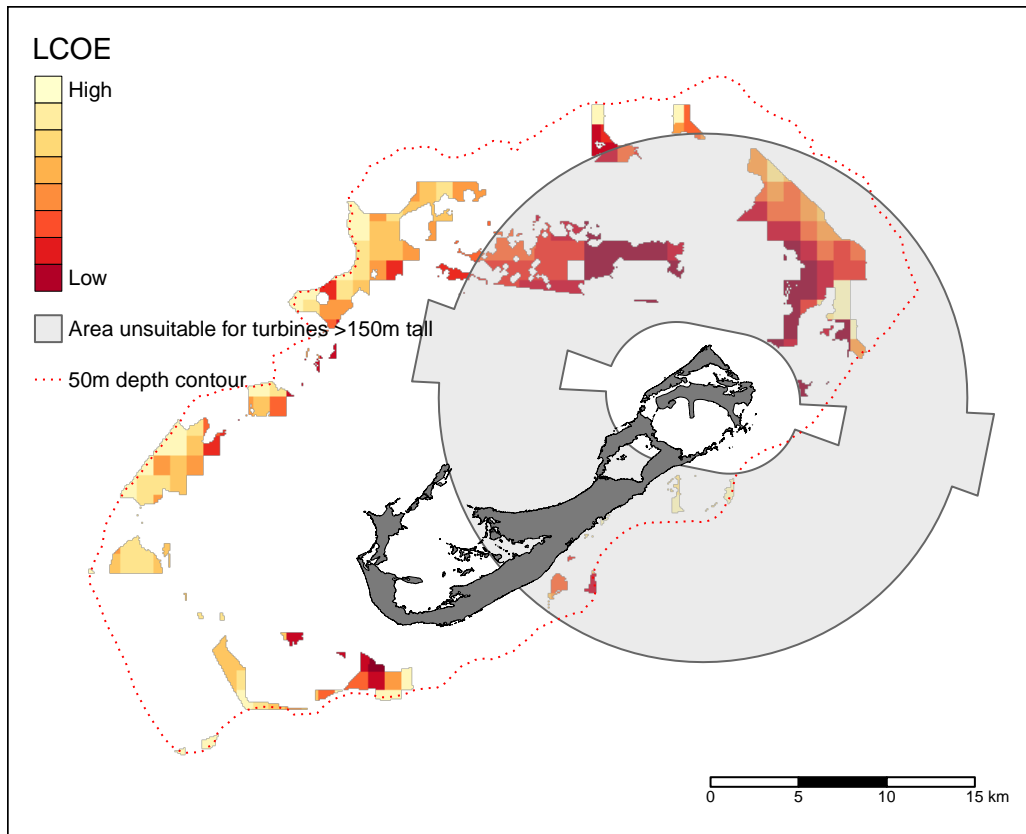 LCOE
High
Low
Area unsuitable for turbines >150m tall
50m depth contour
0 5 10 15 km